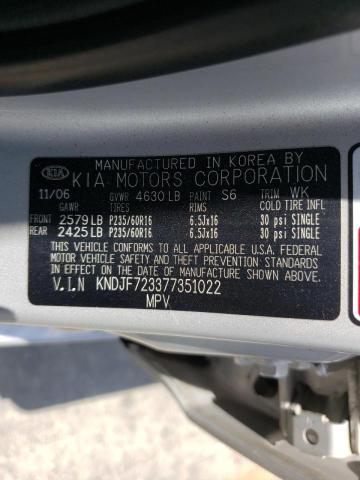 MANUFACTURED IN KOREA BY
KIA KIA MOTORS CORPORATION
11/06 GVWR 4630 LB PAINT S6 TRIM WK
GAWR TIRES RIMS COLD TIRE INFL
FRONT 2579 LB P235/60R16 6.5Jx16 30 psi SINGLE
REAR 2425 LB P235/60R16 6.5Jx16 30 psi SINGLE
THIS VEHICLE CONFORMS TO ALL APPLICABLE U.S.A. FEDERAL
MOTOR VEHICLE SAFETY AND THEFT PREVENTION STANDARDS
IN EFFECT ON THE DATE OF MANUFACTURE SHOWN ABOVE.
V.I.N KNDJF723377351022
MPV